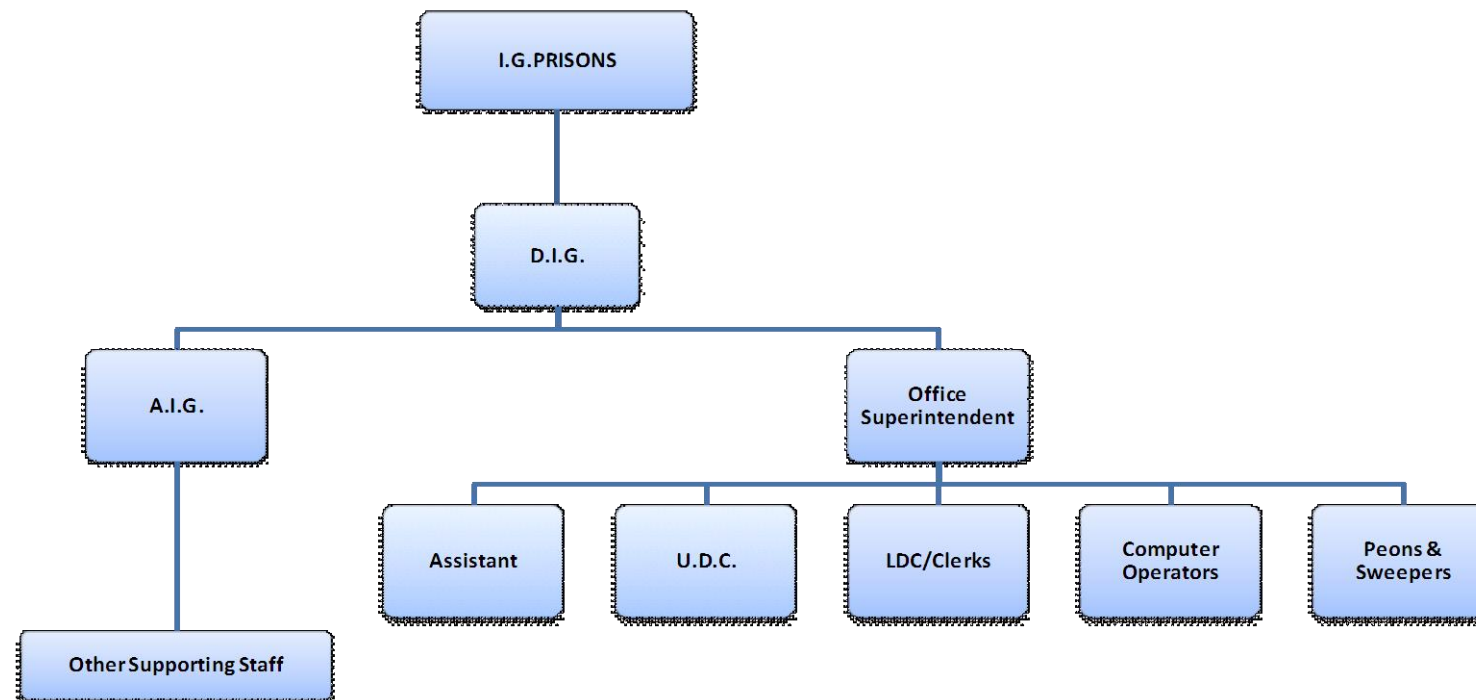 I.G.PRISONS
D.I.G.
A.I.G.
Office
Superintendent
Assistant
U.D.C.
LDC/Clerks
Computer
Operators
Peons &
Sweepers
Other Supporting Staff